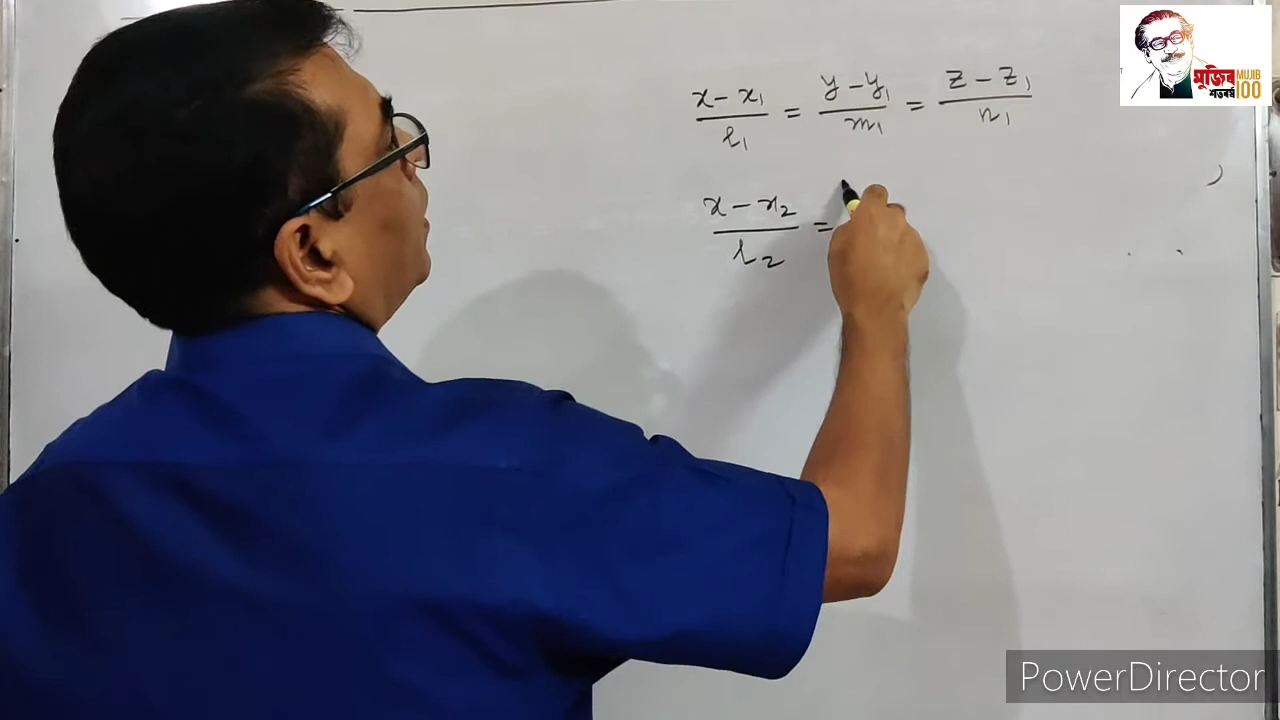 x - x₁ / l₁ = y - y₁ / m₁ = z - z₁ / n₁
x - x₂ / l₂ =
মুজিব MUJIB
শতবর্ষ 100
PowerDirector